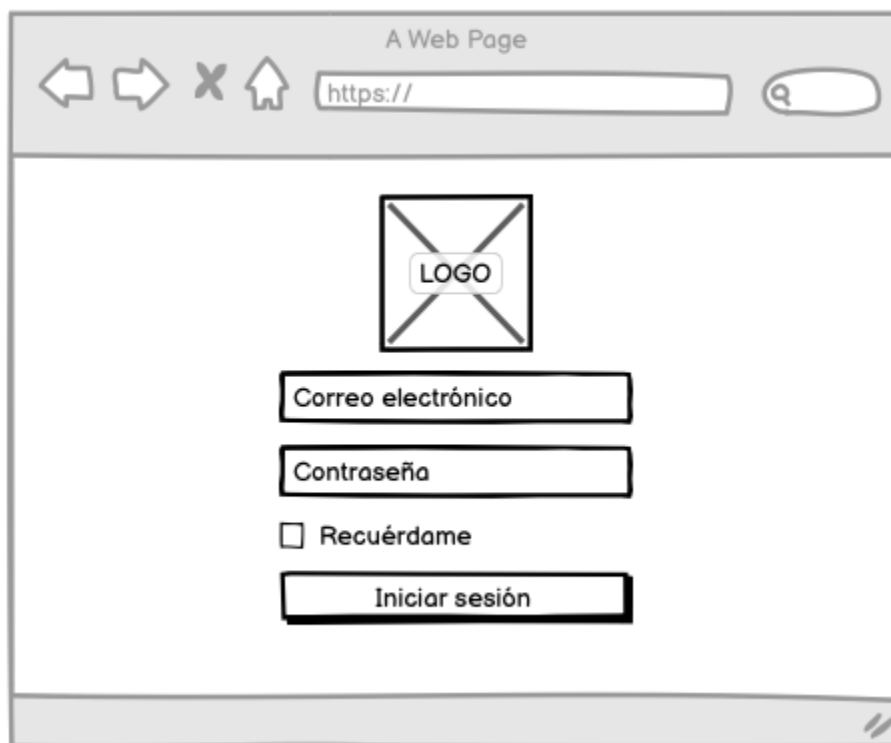 A Web Page
https://
LOGO
Correo electrónico
Contraseña
Recuérdame
Iniciar sesión